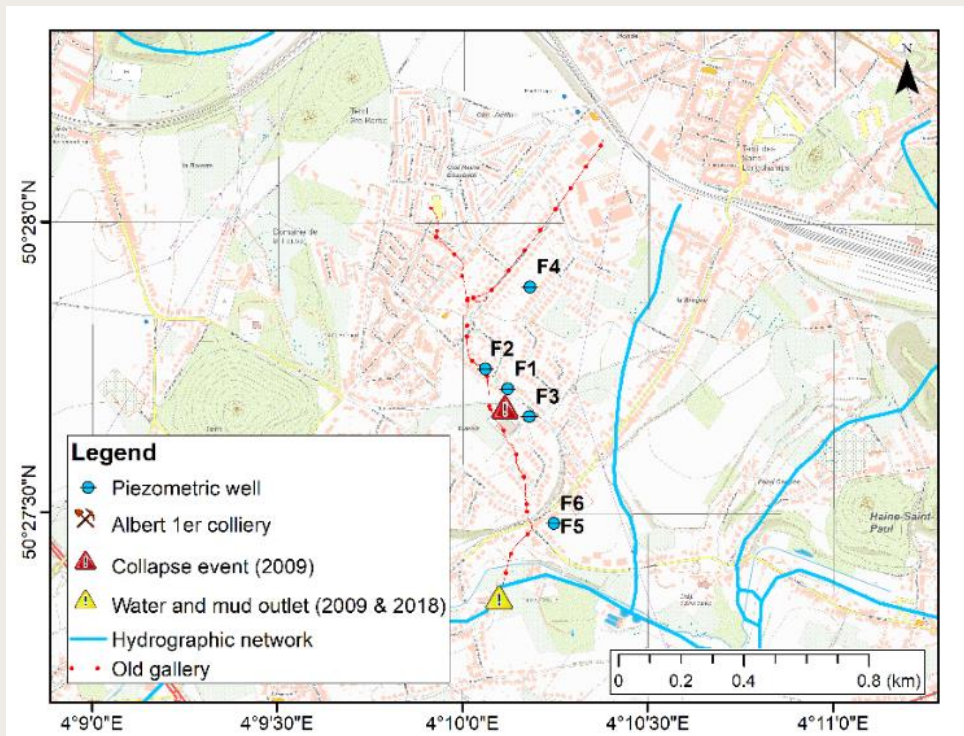 N
50°28'0"N
F4
F2
F1
F3
F6
F5
Haine-Saint-
Paul
50°27'30"N
Legend
Piezometric well
Albert 1er colliery
Collapse event (2009)
Water and mud outlet (2009 & 2018)
Hydrographic network
Old gallery
0 0.2 0.4 0.8 (km)
4°9'0"E 4°9'30"E 4°10'0"E 4°10'30"E 4°11'0"E